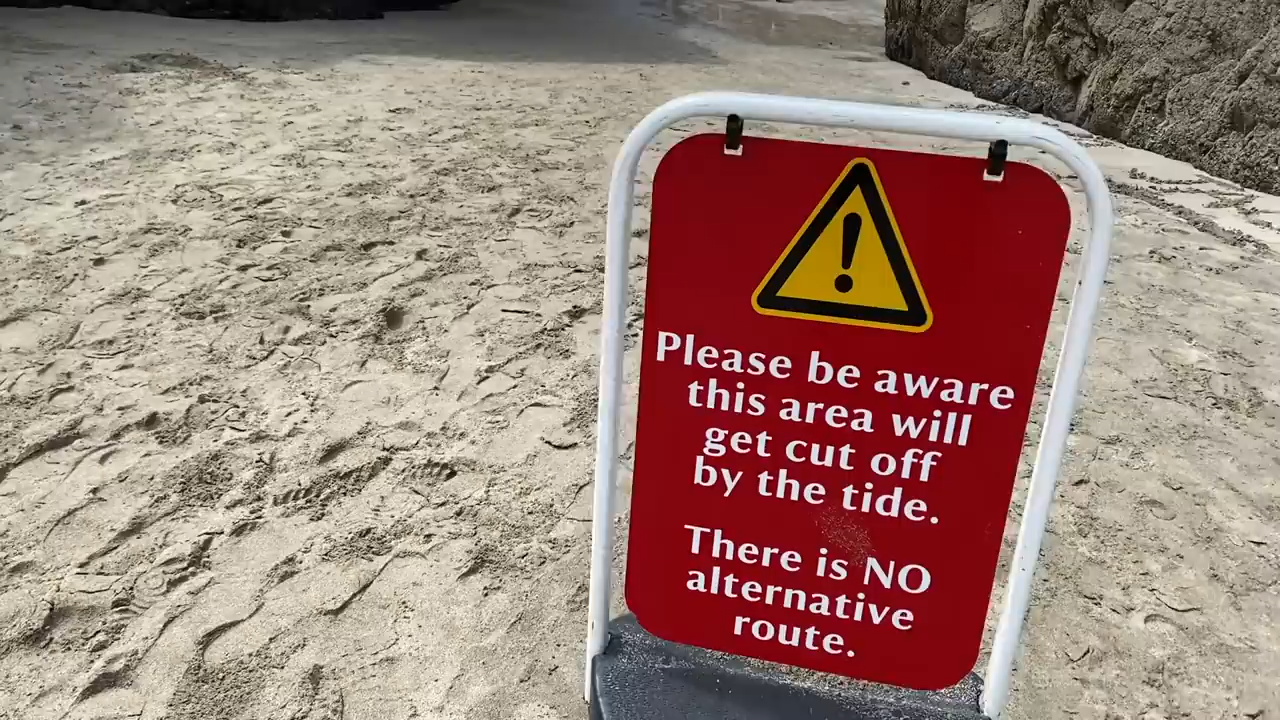 Please be aware
this area will
get cut off
by the tide.
There is NO
alternative
route.